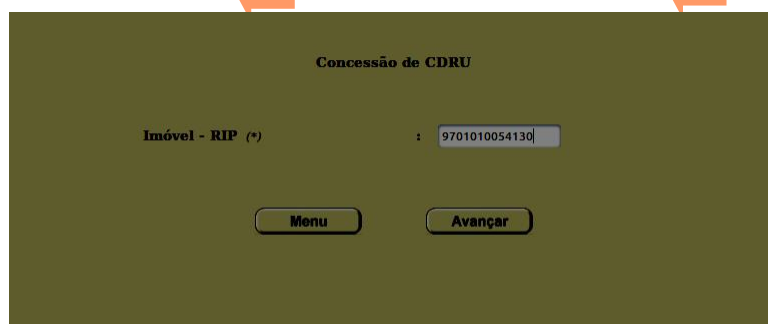 Concessão de CDRU
Imóvel - RIP (*) : 9701010054130
Menu Avançar